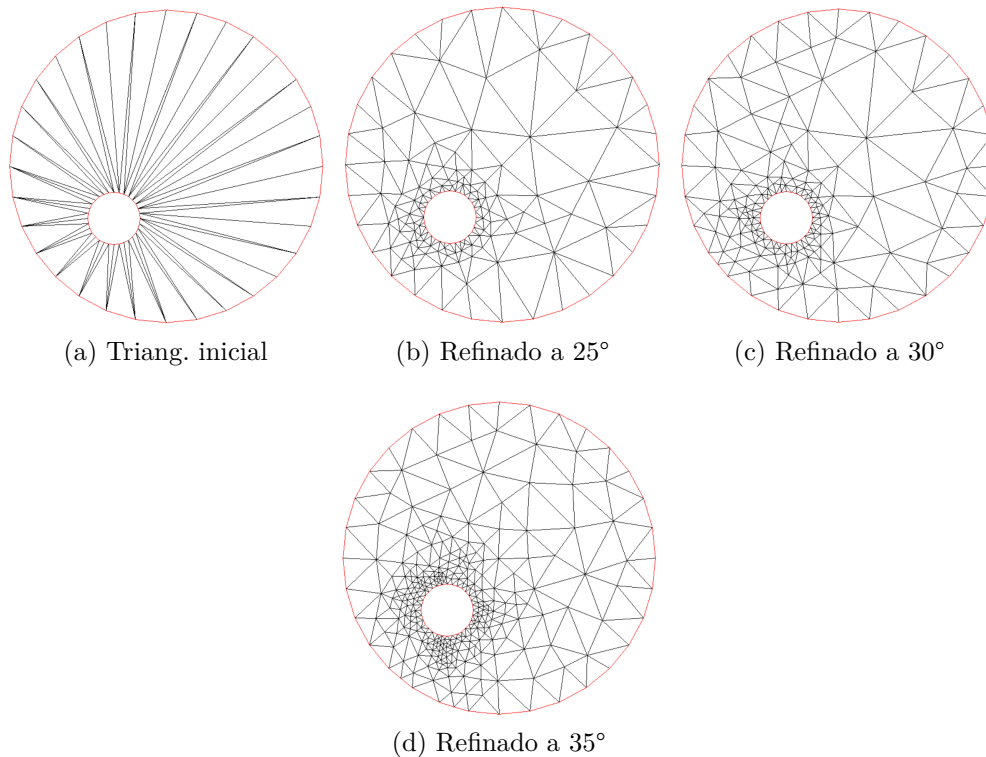 (a) Triang. inicial
(b) Refinado a 25°
(c) Refinado a 30°
(d) Refinado a 35°